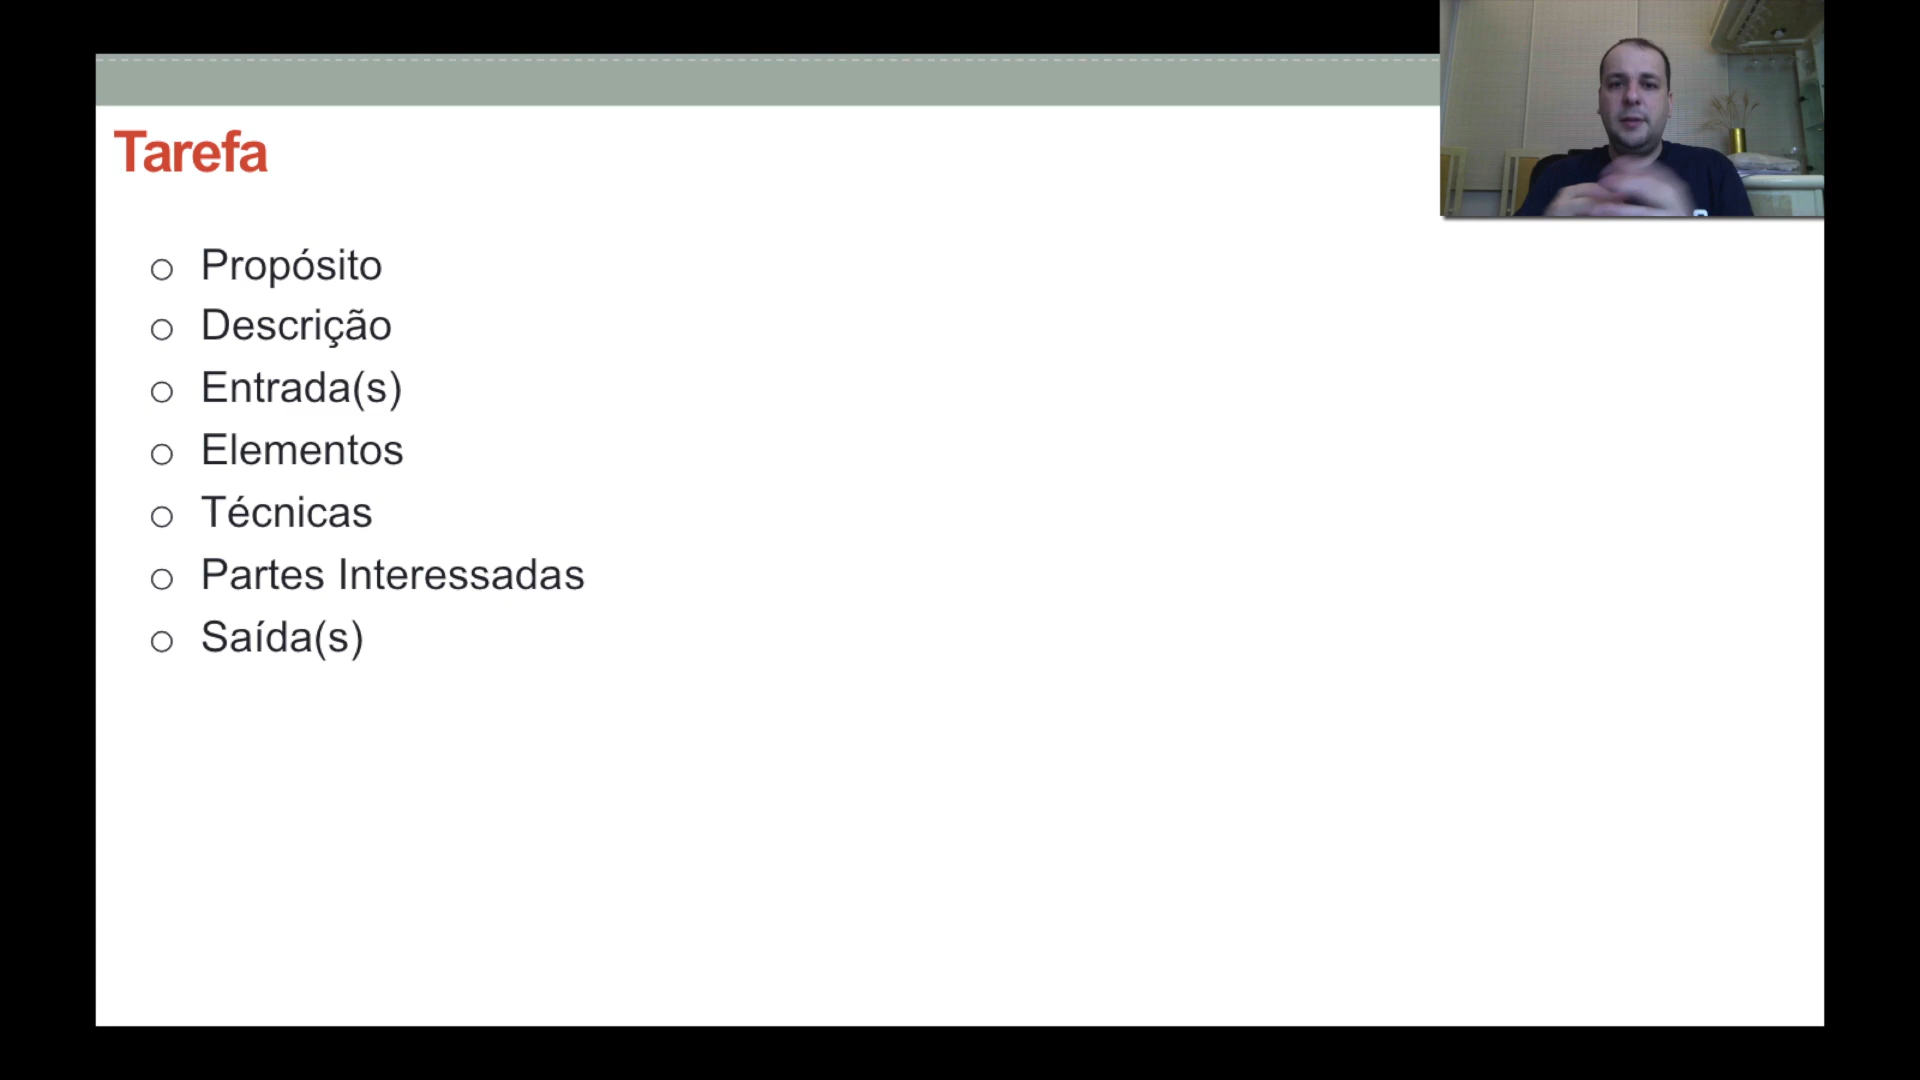 Tarefa
Propósito
Descrição
Entrada(s)
Elementos
Técnicas
Partes Interessadas
Saída(s)